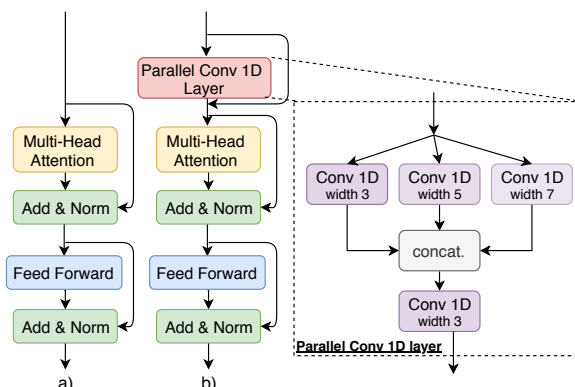 Multi-Head
Attention
Add & Norm
Feed Forward
Add & Norm
a)
Parallel Conv 1D
Layer
Multi-Head
Attention
Add & Norm
Feed Forward
Add & Norm
b)
Conv 1D
width 3
Conv 1D
width 5
Conv 1D
width 7
concat.
Conv 1D
width 3
Parallel Conv 1D layer